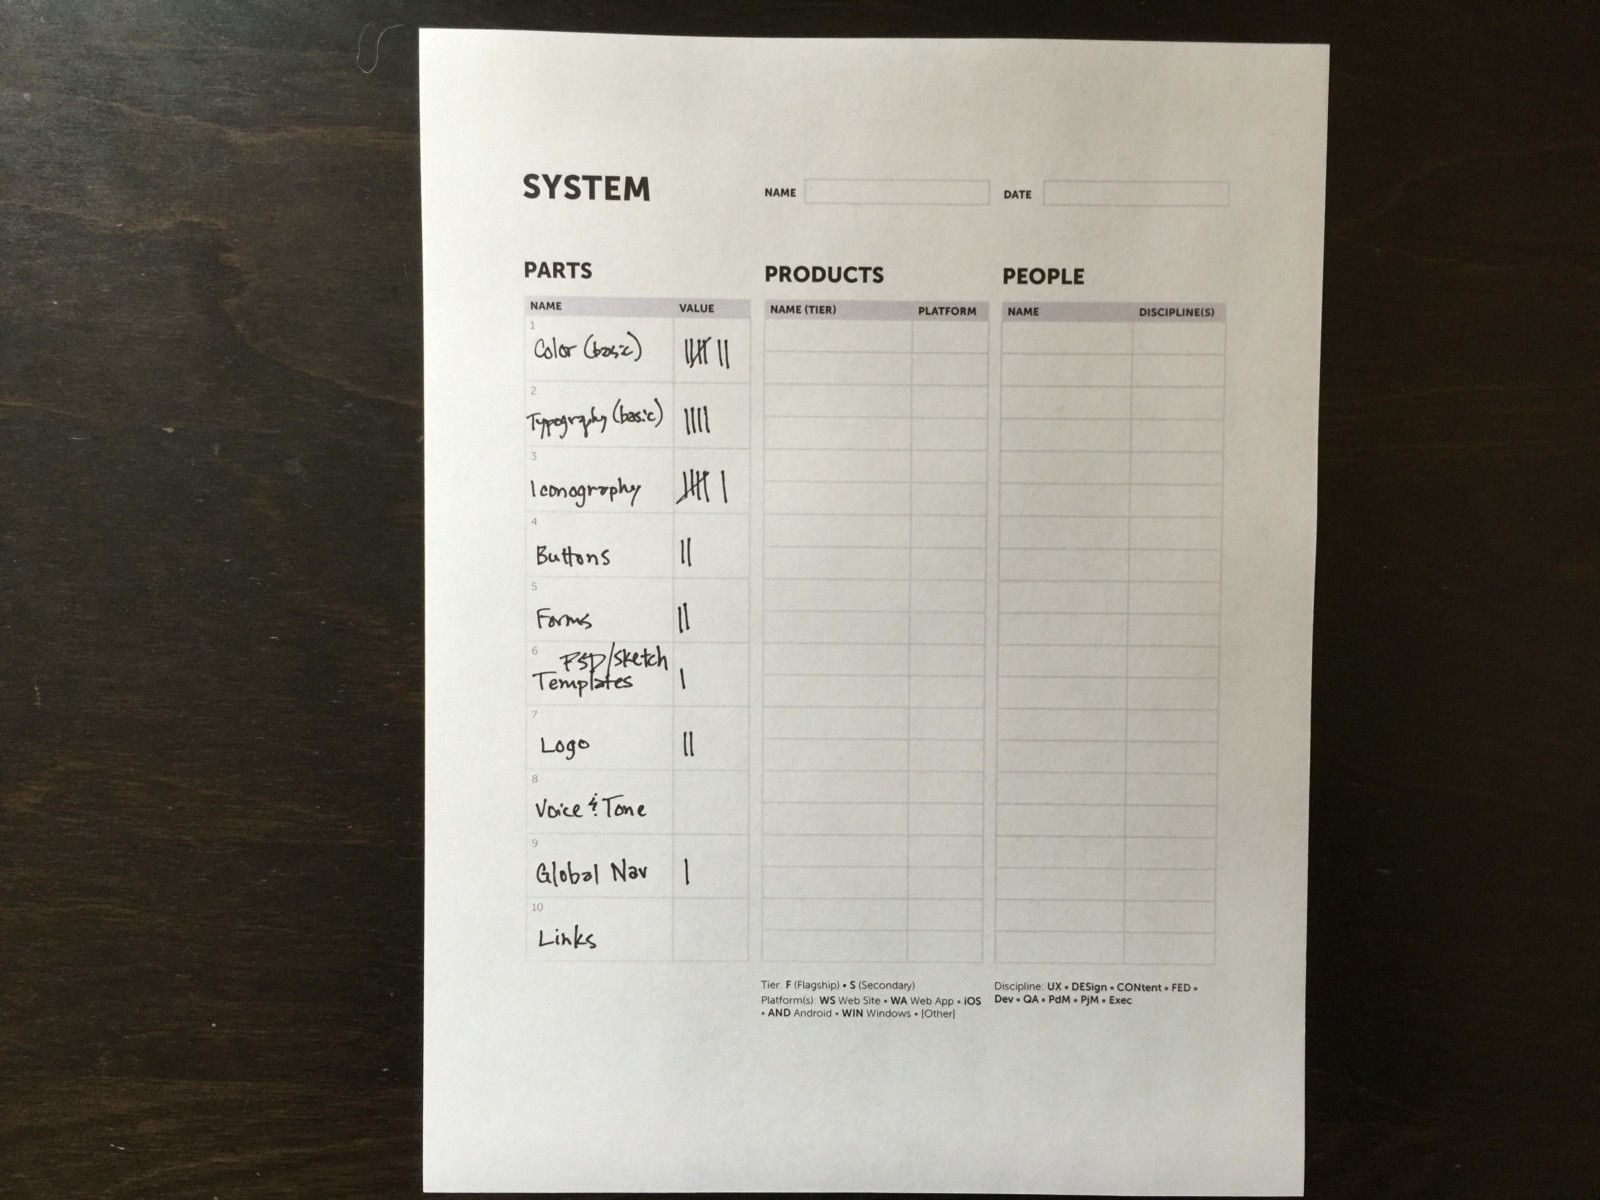 SYSTEM
NAME
DATE
PARTS
NAME VALUE
1
Color (basic)
2
Typography (basic)
3
Iconography
4
Buttons
5
Forms
6
PSD/Sketch
Templates
7
Logo
8
Voice & Tone
9
Global Nav
10
Links
PRODUCTS
NAME (TIER) PLATFORM
Tier: F (Flagship) • S (Secondary)
Platform(s): WS Web Site • WA Web App • iOS
• AND Android • WIN Windows • [Other]
PEOPLE
NAME DISCIPLINE(S)
Discipline: UX • DESign • CONtent • FED •
Dev • QA • PdM • PjM • Exec